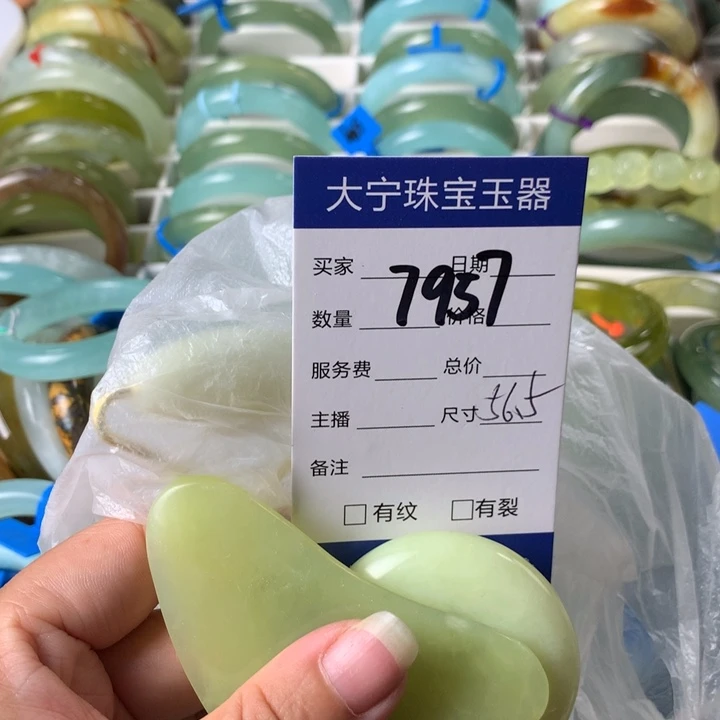 大宁珠宝玉器
买家 日期
7957
数量 价格
服务费 总价
主播 尺寸 56.5
备注
□有纹 □有裂